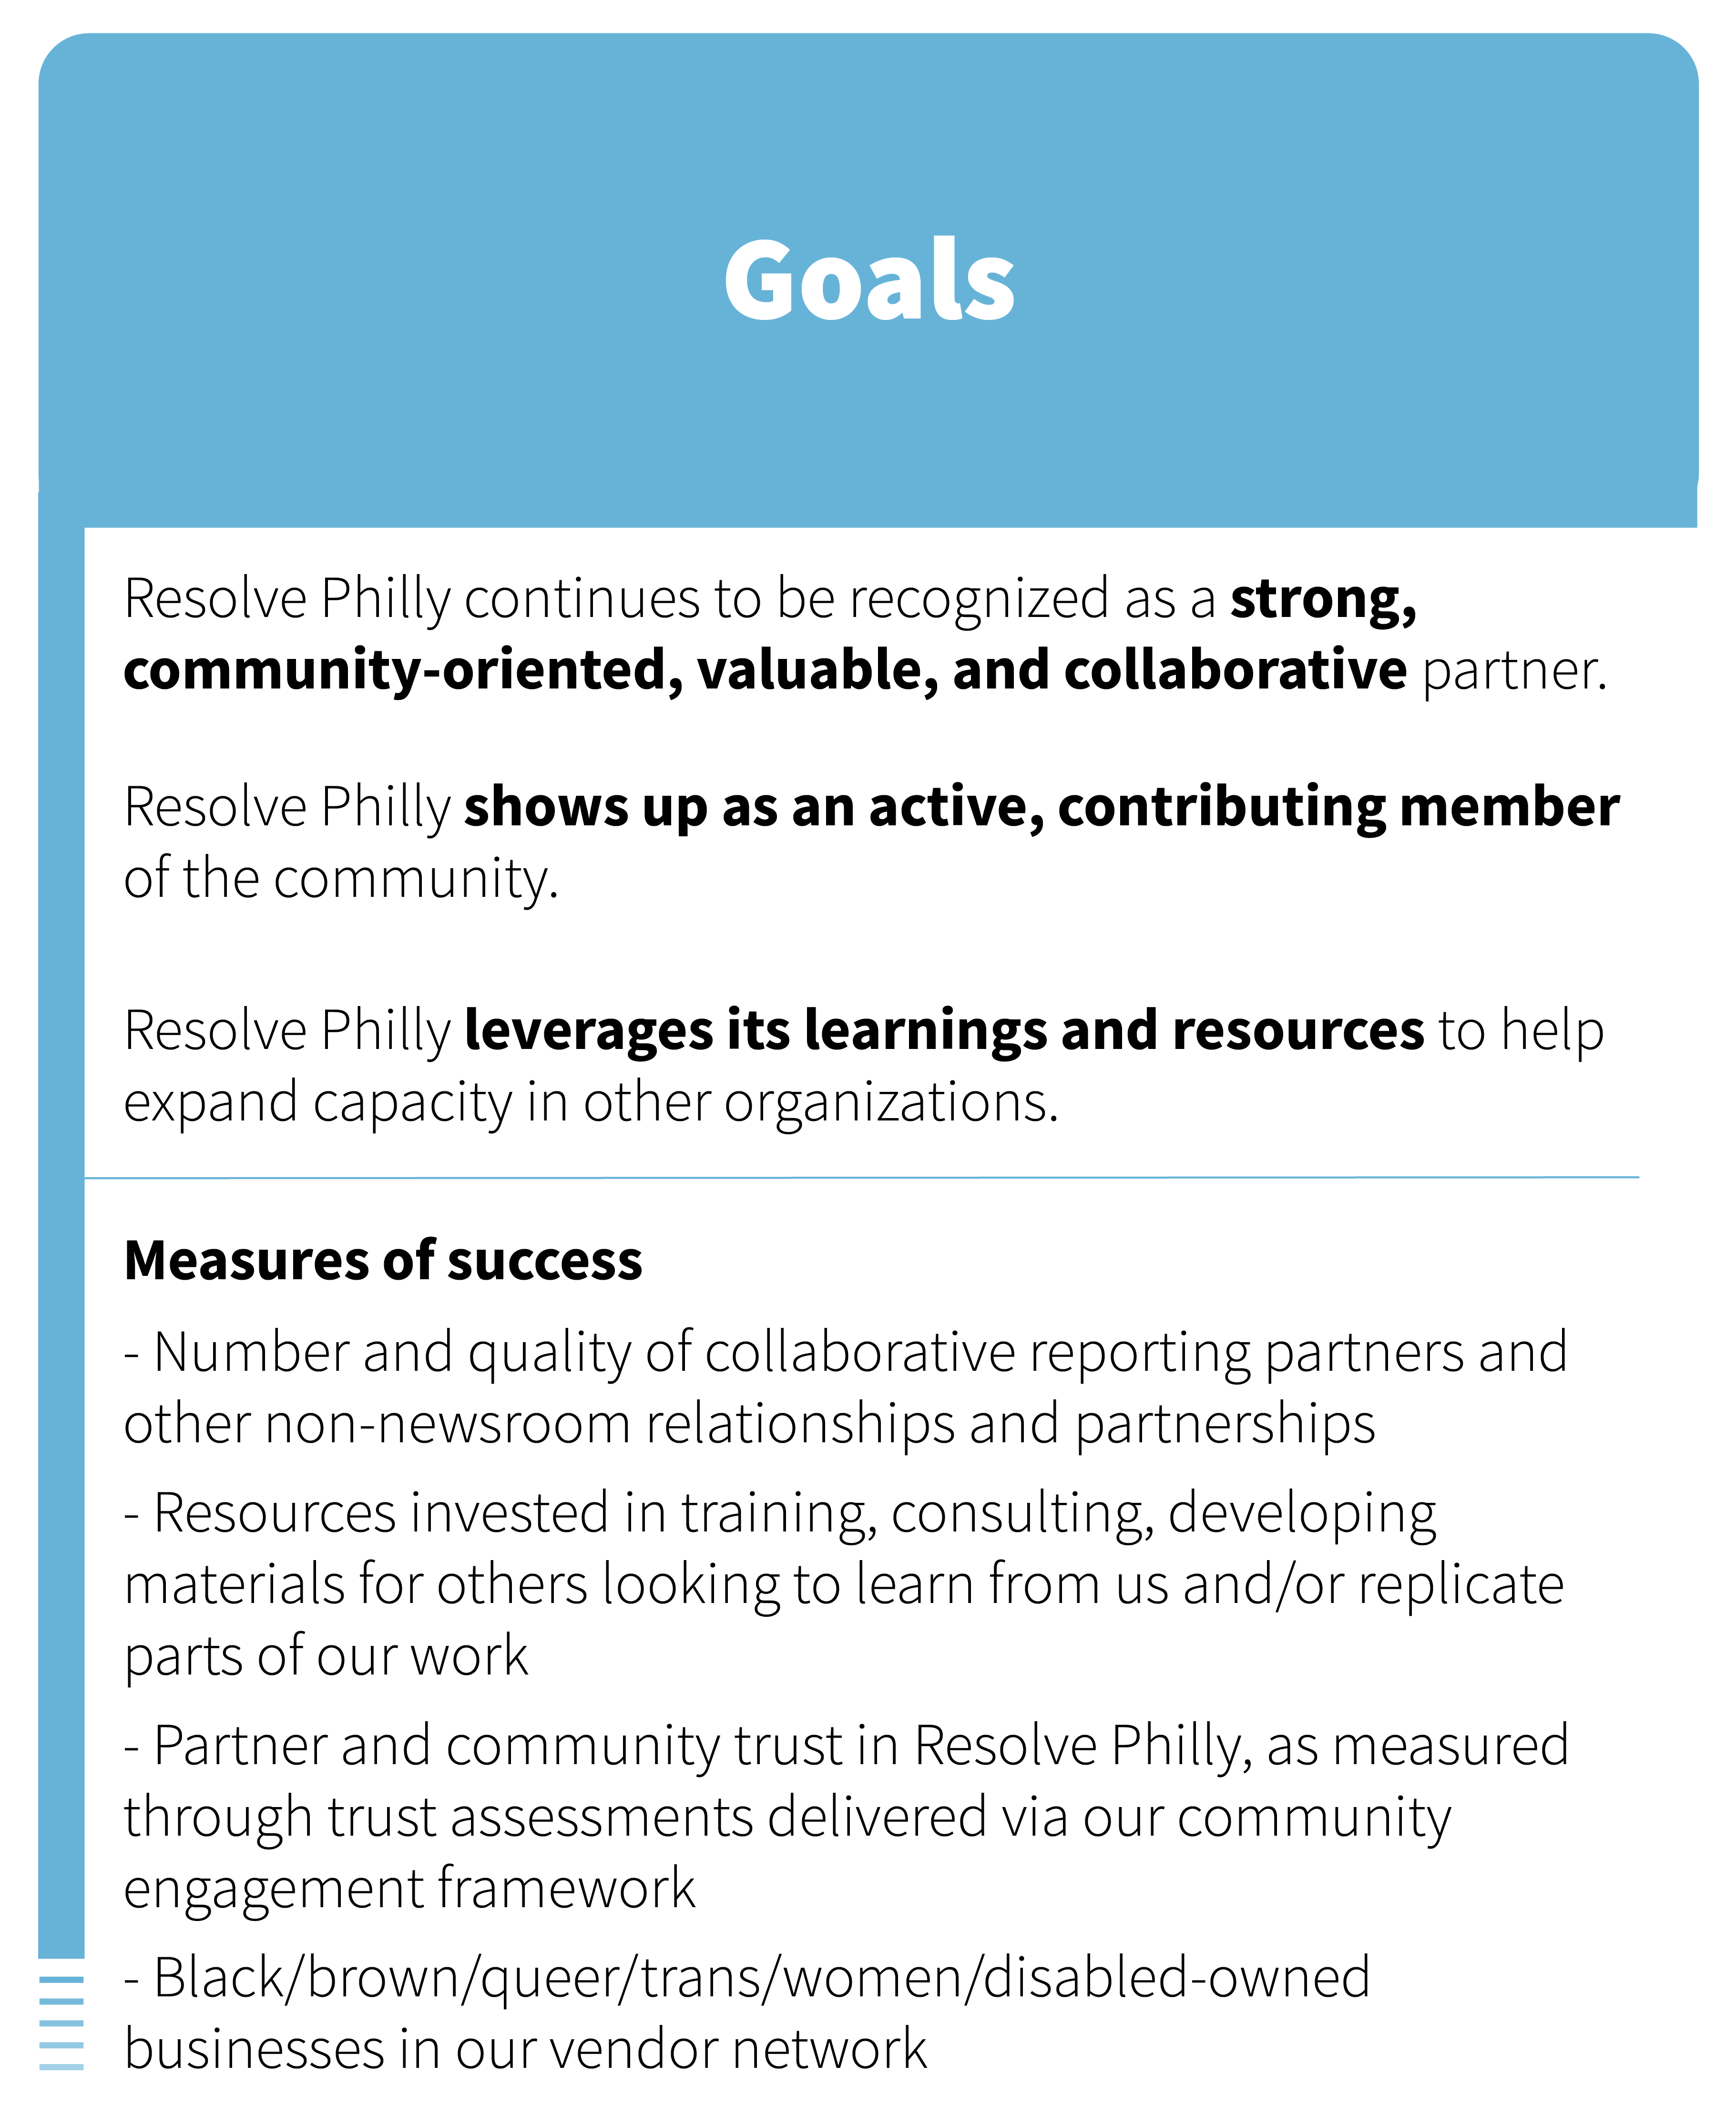 Goals
Resolve Philly continues to be recognized as a strong,
community-oriented, valuable, and collaborative partner.
Resolve Philly shows up as an active, contributing member
of the community.
Resolve Philly leverages its learnings and resources to help
expand capacity in other organizations.
Measures of success
- Number and quality of collaborative reporting partners and
other non-newsroom relationships and partnerships
- Resources invested in training, consulting, developing
materials for others looking to learn from us and/or replicate
parts of our work
- Partner and community trust in Resolve Philly, as measured
through trust assessments delivered via our community
engagement framework
- Black/brown/queer/trans/women/disabled-owned
businesses in our vendor network